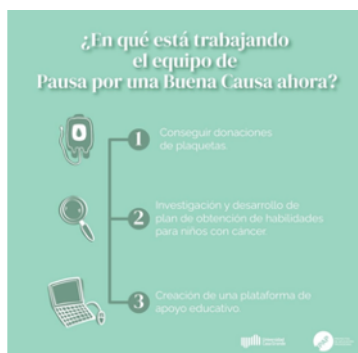 ¿En qué está trabajando
el equipo de
Pausa por una Buena Causa ahora?
1
Conseguir donaciones
de plaquetas
2
Investigación y desarrollo de
plan de obtención de habilidades
para niños con cáncer
3
Creación de una plataforma de
apoyo educativo